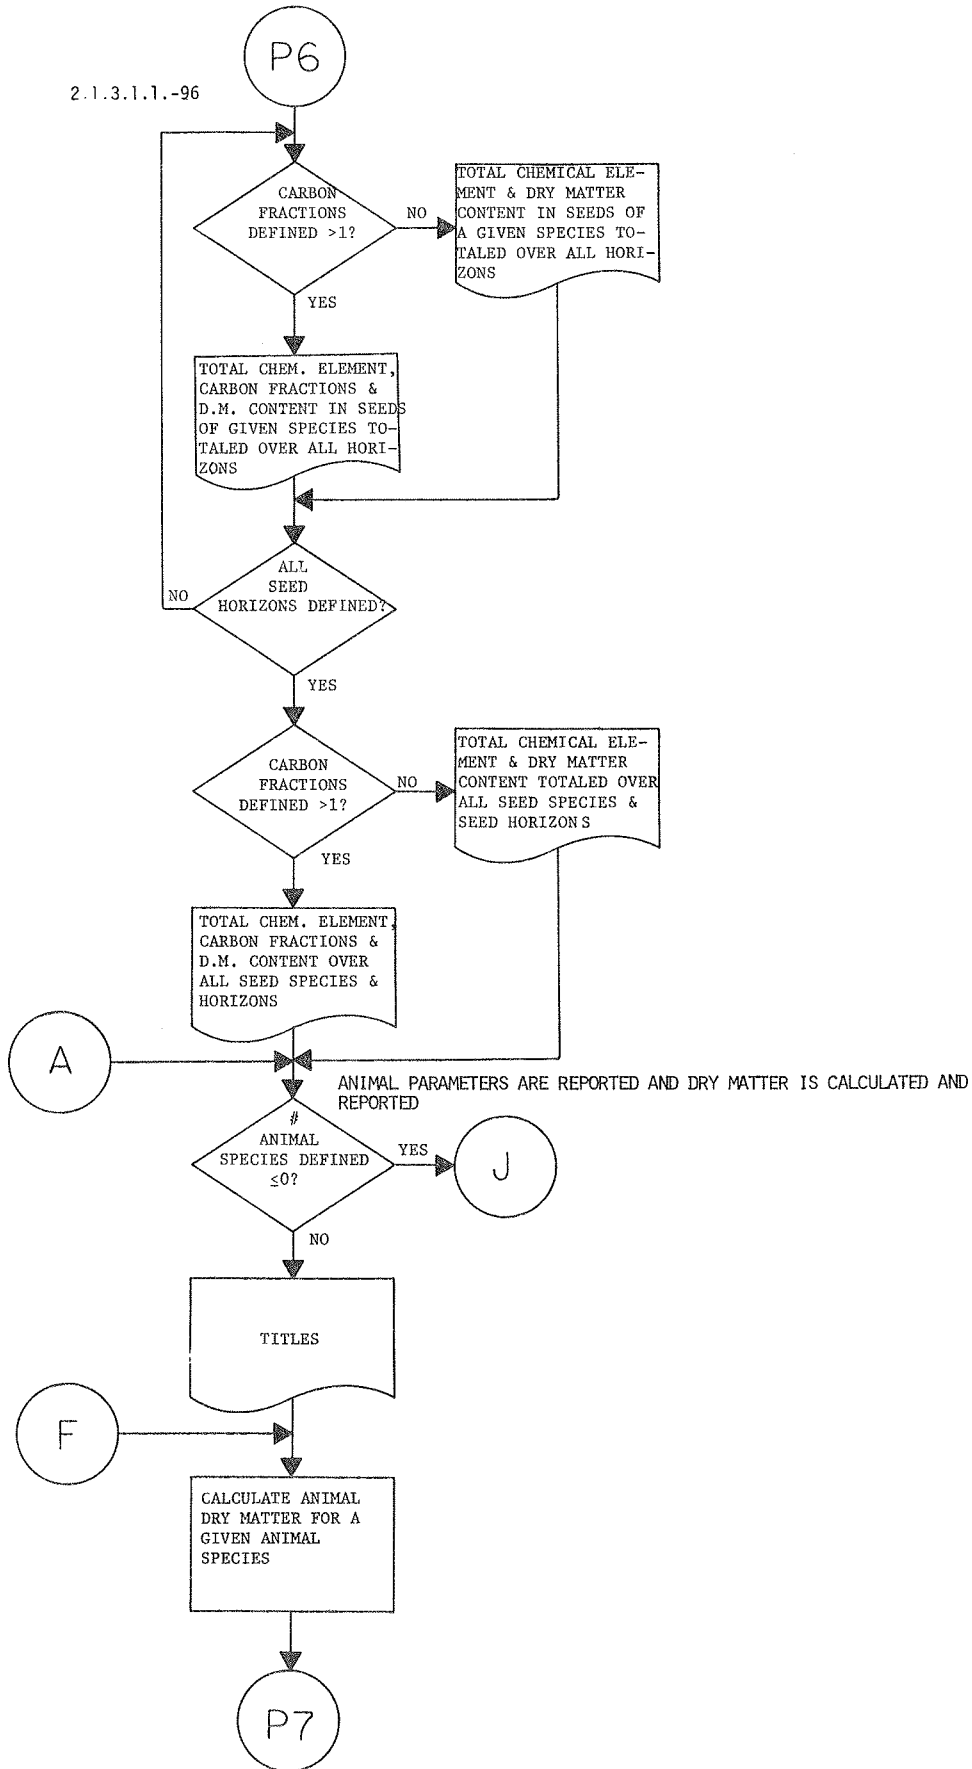 P6
2.1.3.1.1.-96
CARBON
FRACTIONS
DEFINED >1?
NO
TOTAL CHEMICAL ELE-
MENT & DRY MATTER
CONTENT IN SEEDS OF
A GIVEN SPECIES TO-
TALED OVER ALL HORI-
ZONS
YES
TOTAL CHEM. ELEMENT,
CARBON FRACTIONS &
D.M. CONTENT IN SEEDS
OF GIVEN SPECIES TO-
TALED OVER ALL HORI-
ZONS
ALL
SEED
HORIZONS DEFINED?
NO
YES
CARBON
FRACTIONS
DEFINED >1?
NO
TOTAL CHEMICAL ELE-
MENT & DRY MATTER
CONTENT TOTALED OVER
ALL SEED SPECIES &
SEED HORIZONS
YES
TOTAL CHEM. ELEMENT,
CARBON FRACTIONS &
D.M. CONTENT OVER
ALL SEED SPECIES &
HORIZONS
A
ANIMAL PARAMETERS ARE REPORTED AND DRY MATTER IS CALCULATED AND
REPORTED
#
ANIMAL
SPECIES DEFINED
≤0?
YES
J
NO
TITLES
F
CALCULATE ANIMAL
DRY MATTER FOR A
GIVEN ANIMAL
SPECIES
P7